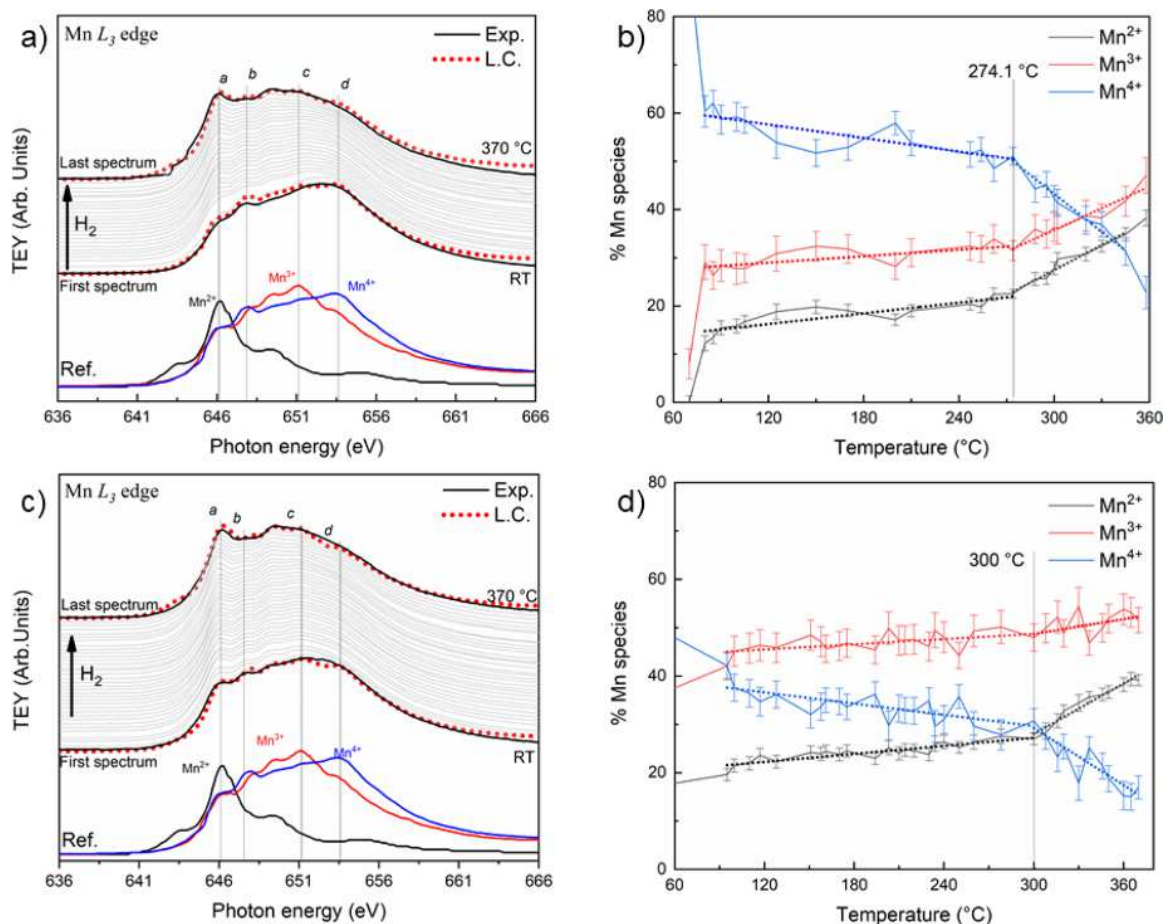 a)
Mn L3 edge
Exp.
L.C.
a
b
c
d
370 °C
Last spectrum
H2
First spectrum
RT
Mn2+
Mn3+
Mn4+
Ref.
TEY (Arb. Units)
636 641 646 651 656 661 666
Photon energy (eV)
b)
80
60
40
20
0
Mn2+
Mn3+
Mn4+
274.1 °C
% Mn species
60 120 180 240 300 358
Temperature (°C)
c)
Mn L3 edge
Exp.
L.C.
a
b
c
d
370 °C
Last spectrum
H2
First spectrum
RT
Mn2+
Mn3+
Mn4+
Ref.
TEY (Arb.Units)
636 641 646 651 656 661 666
Photon energy (eV)
d)
80
60
40
20
0
Mn2+
Mn3+
Mn4+
300 °C
% Mn species
60 120 180 240 300 360
Temperature (°C)